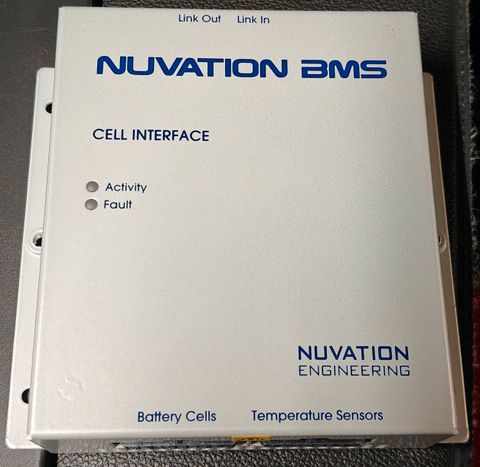 Link Out Link In
NUVATION BMS
CELL INTERFACE
Activity
Fault
NUVATION
ENGINEERING
Battery Cells Temperature Sensors